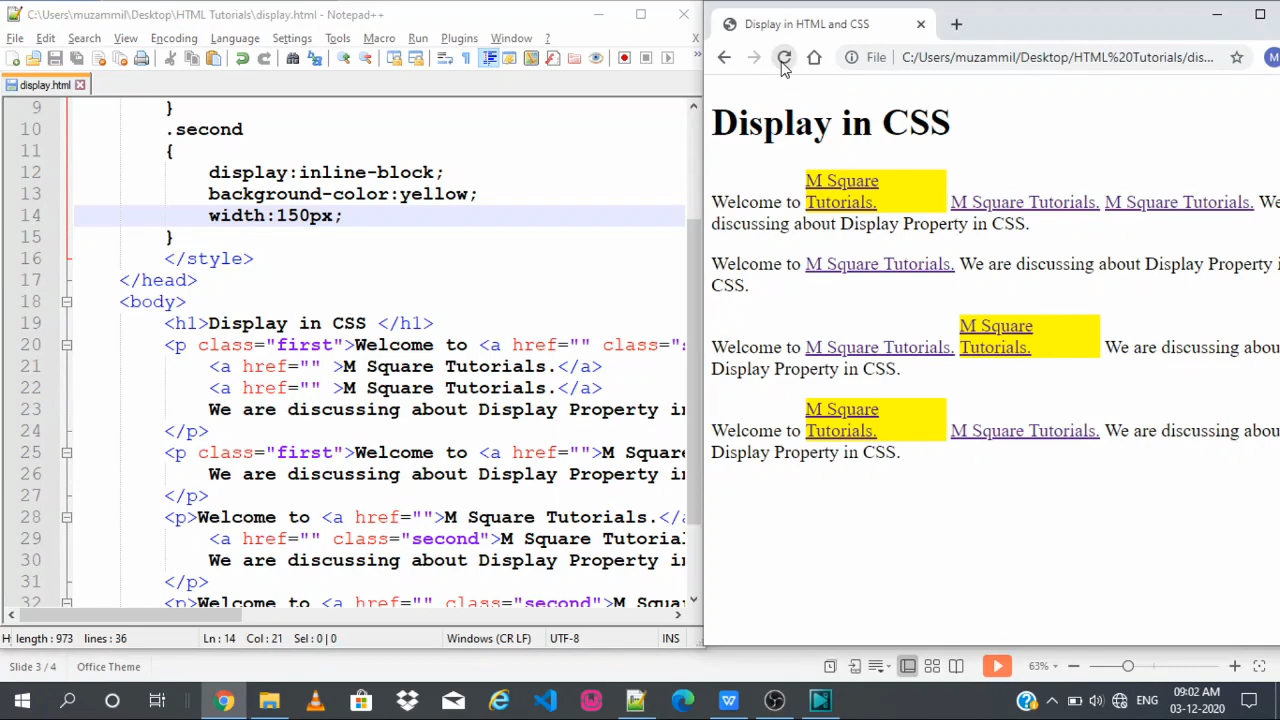 C:\Users\muzammil\Desktop\HTML Tutorials\display.html - Notepad++
File Edit Search View Encoding Language Settings Tools Macro Run Plugins Window ? X
display.html
9 }
10 .second
11 {
12 display:inline-block;
13 background-color:yellow;
14 width:150px;
15 }
16 </style>
17 </head>
18 <body>
19 <h1>Display in CSS </h1>
20 <p class="first">Welcome to <a href="" class="s
21 <a href="" >M Square Tutorials.</a>
22 <a href="" >M Square Tutorials.</a>
23 We are discussing about Display Property in
24 </p>
25 <p class="first">Welcome to <a href="">M Square
26 We are discussing about Display Property in
27 </p>
28 <p>Welcome to <a href="">M Square Tutorials.</a
29 <a href="" class="second">M Square Tutorial
30 We are discussing about Display Property in
31 </p>
32 <p>Welcome to <a href="" class="second">M Squar
H length : 973 lines : 36 Ln : 14 Col : 21 Sel : 0 | 0 Windows (CR LF) UTF-8 INS
Display in HTML and CSS
File C:/Users/muzammil/Desktop/HTML%20Tutorials/dis... M
Display in CSS
M Square
Welcome to Tutorials. M Square Tutorials. M Square Tutorials. We
discussing about Display Property in CSS.
Welcome to M Square Tutorials. We are discussing about Display Property i
CSS.
M Square
Welcome to M Square Tutorials. Tutorials. We are discussing abou
Display Property in CSS.
M Square
Welcome to Tutorials. M Square Tutorials. We are discussing abou
Display Property in CSS.
Slide 3 / 4 Office Theme 63%
ENG 09:02 AM
03-12-2020